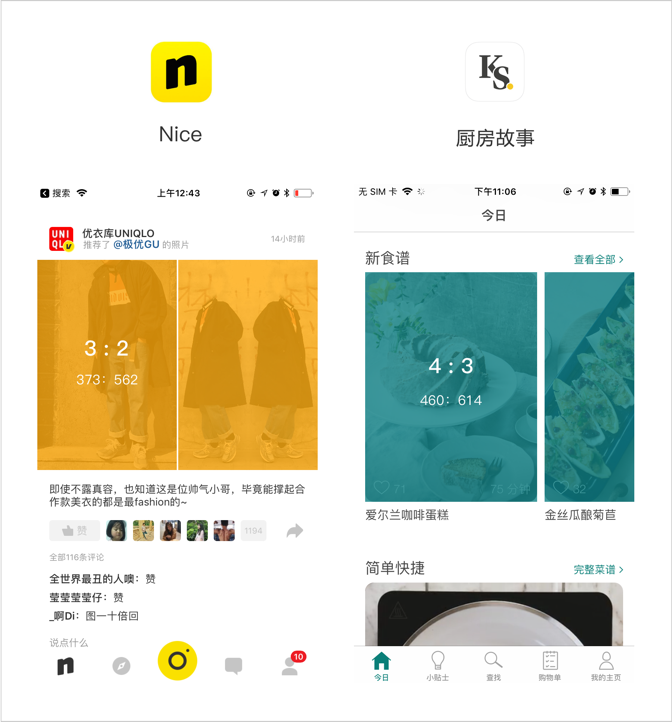 n
KS
Nice
厨房故事
搜索
上午12:43
无 SIM 卡
下午11:06
今日
UNIQLO
优衣库UNIQLO
推荐了 @极优GU 的照片
14小时前
3 : 2
373：562
即使不露真容，也知道这是位帅气小哥，毕竟能撑起合
作款美衣的都是最fashion的~
赞
1194
全部116条评论
全世界最丑的人噢：赞
莹莹莹莹仔：赞
_啊Di：图一十倍回
说点什么
n
10
新食谱
查看全部 >
4 : 3
460：614
71
75 分钟
82
爱尔兰咖啡蛋糕
金丝瓜酿菊苣
简单快捷
完整菜谱 >
今日
小贴士
查找
购物单
我的主页